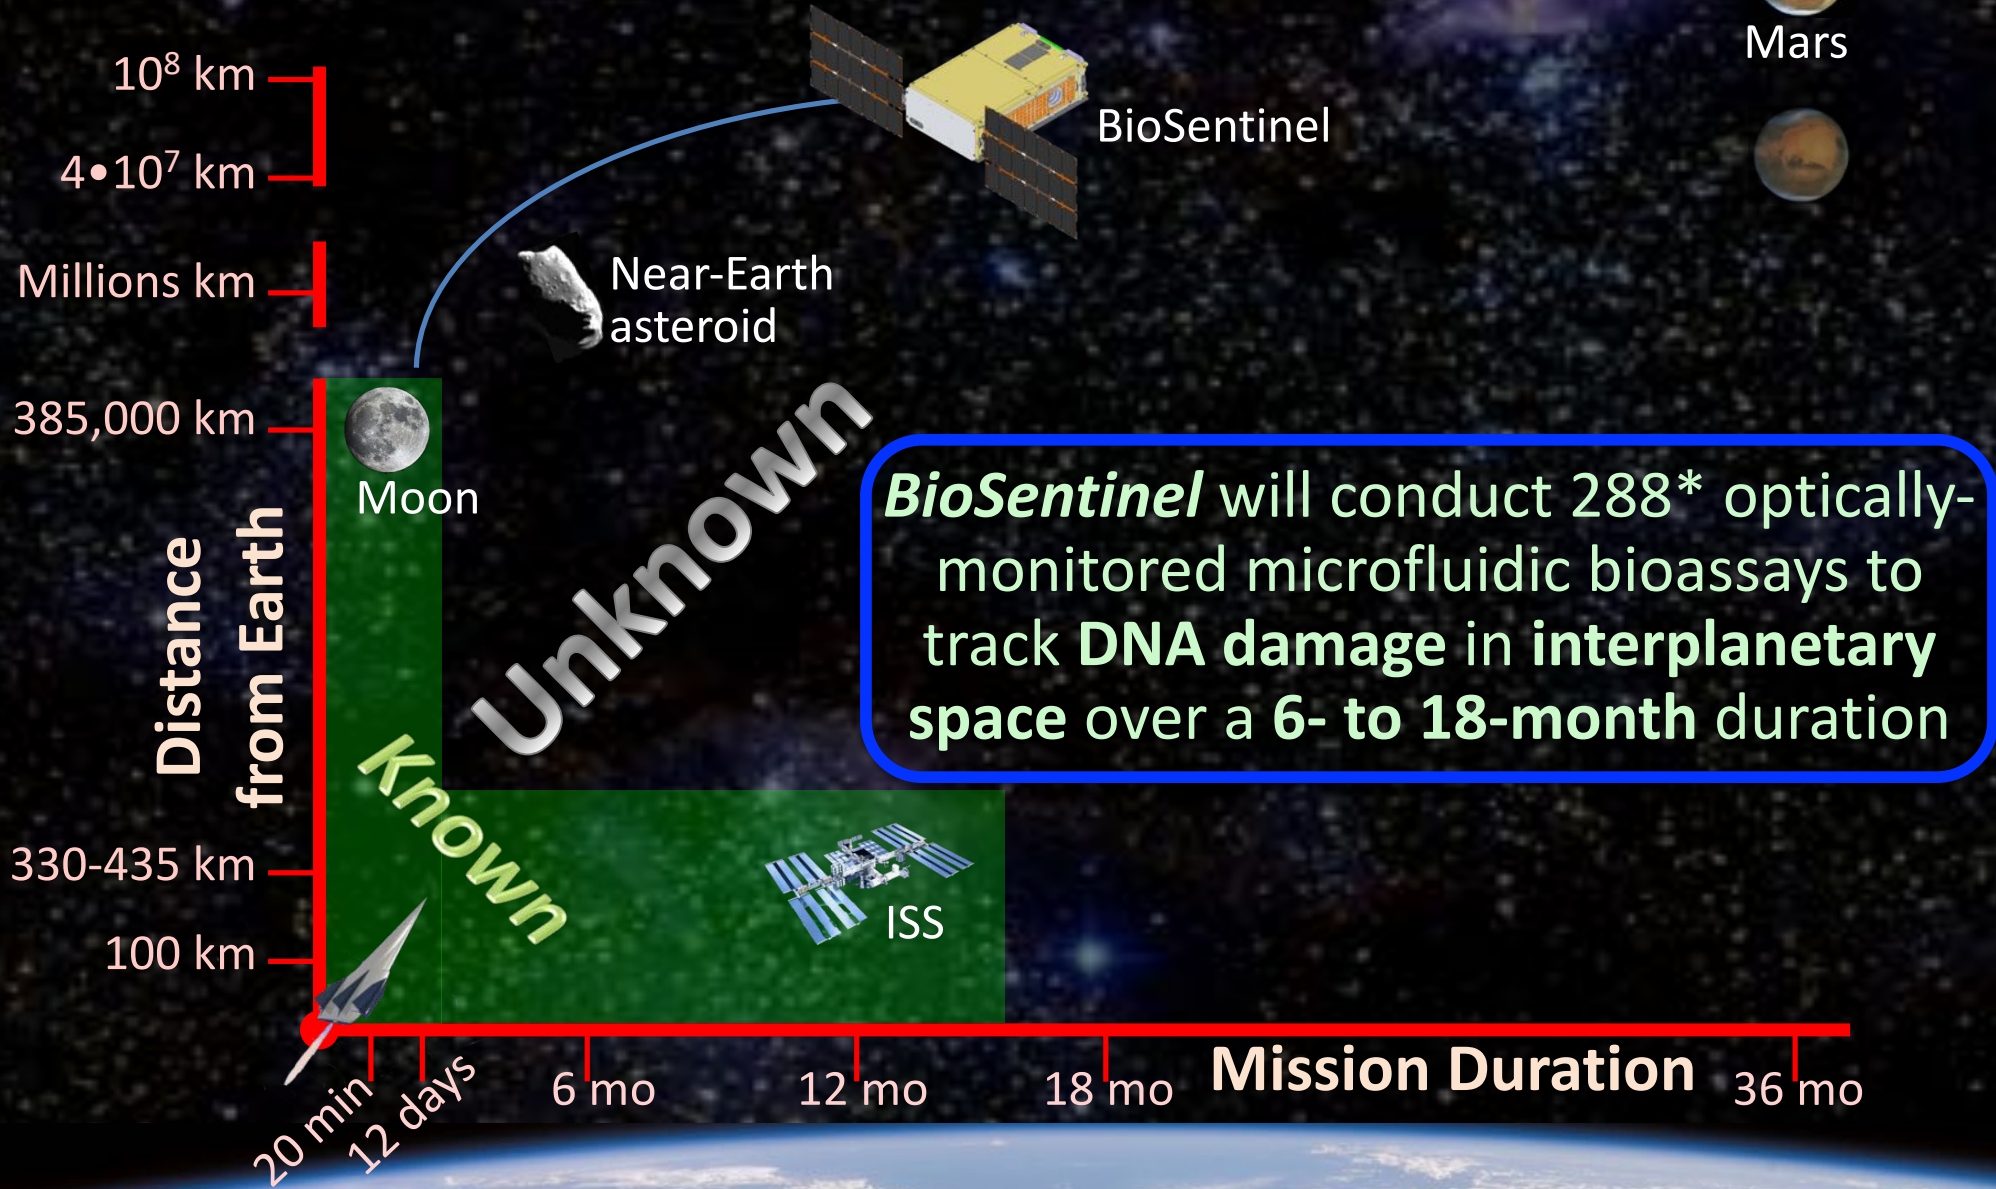 10⁸ km
4•10⁷ km
Millions km
385,000 km
330-435 km
100 km
Distance
from Earth
Mars
BioSentinel
Near-Earth
asteroid
Moon
Unknown
Known
BioSentinel will conduct 288* optically-
monitored microfluidic bioassays to
track DNA damage in interplanetary
space over a 6- to 18-month duration
ISS
20 min
12 days
6 mo
12 mo
18 mo
Mission Duration
36 mo